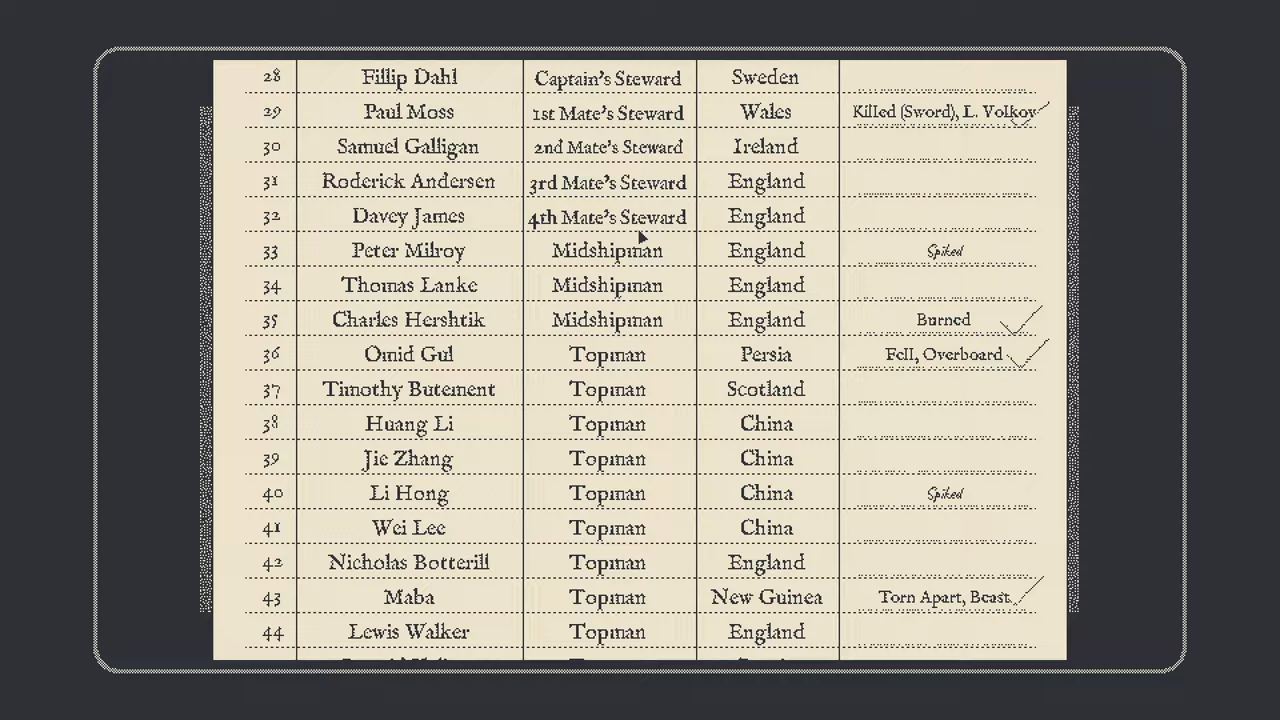 28 Fillip Dahl Captain's Steward Sweden
29 Paul Moss 1st Mate's Steward Wales Killed (Sword), L. Volkov
30 Samuel Galligan 2nd Mate's Steward Ireland
31 Roderick Andersen 3rd Mate's Steward England
32 Davey James 4th Mate's Steward England
33 Peter Milroy Midshipman England Spiked
34 Thomas Lanke Midshipman England
35 Charles Hershtik Midshipman England Burned
36 Omid Gul Topman Persia Fell, Overboard
37 Timothy Butement Topman Scotland
38 Huang Li Topman China
39 Jie Zhang Topman China
40 Li Hong Topman China Spiked
41 Wei Lee Topman China
42 Nicholas Botterill Topman England
43 Maba Topman New Guinea Torn Apart, Beast
44 Lewis Walker Topman England